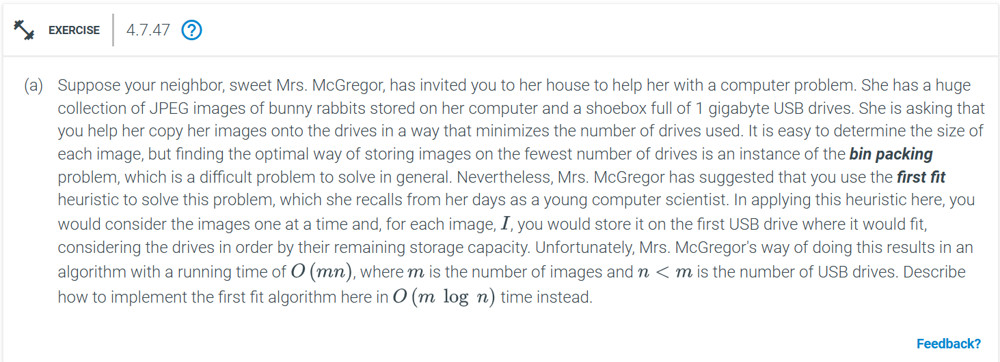 EXERCISE 4.7.47 ?
(a) Suppose your neighbor, sweet Mrs. McGregor, has invited you to her house to help her with a computer problem. She has a huge
collection of JPEG images of bunny rabbits stored on her computer and a shoebox full of 1 gigabyte USB drives. She is asking that
you help her copy her images onto the drives in a way that minimizes the number of drives used. It is easy to determine the size of
each image, but finding the optimal way of storing images on the fewest number of drives is an instance of the bin packing
problem, which is a difficult problem to solve in general. Nevertheless, Mrs. McGregor has suggested that you use the first fit
heuristic to solve this problem, which she recalls from her days as a young computer scientist. In applying this heuristic here, you
would consider the images one at a time and, for each image, I, you would store it on the first USB drive where it would fit,
considering the drives in order by their remaining storage capacity. Unfortunately, Mrs. McGregor's way of doing this results in an
algorithm with a running time of O (mn), where m is the number of images and n < m is the number of USB drives. Describe
how to implement the first fit algorithm here in O (m log n) time instead.
Feedback?